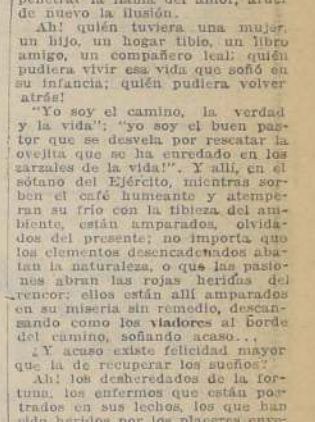 penetrar la llama del amor, arder
de nuevo la ilusión.
Ah! quién tuviera una mujer,
un hijo, un hogar tibio, un libro
amigo, un compañero leal; quién
pudiera vivir esa vida que soñó en
su infancia; quién pudiera volver
atrás!
"Yo soy el camino, la verdad
y la vida"; "yo soy el buen pas-
tor que se desvela por rescatar la
ovejita que se ha enredado en los
zarzales de la vida!". Y allí, en el
sótano del Ejército, mientras sor-
ben el café humeante y atempe-
ran su frío con la tibieza del am-
biente, están amparados, olvida-
dos del presente; no importa que
los elementos desencadenados aba-
tan la naturaleza, o que las pasio-
nes abran las rojas heridas del
rencor; ellos están allí amparados
en su miseria sin remedio, descan-
sando como los viadores al borde
del camino, soñando acaso...
¿Y acaso existe felicidad mayor
que la de recuperar los sueños?
Ah! los desheredados de la for-
tuna, los enfermos que están pos-
trados en sus lechos, los que han
sido heridos por los placeres